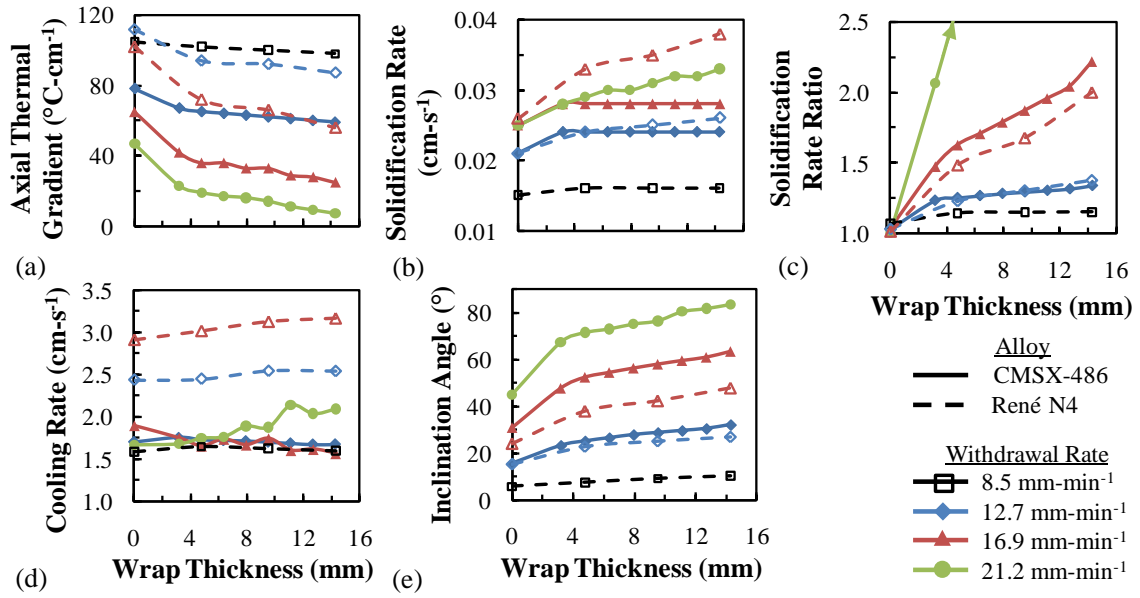 120
80
40
0
Axial Thermal
Gradient (°C-cm)
(a)
0.04
0.03
0.02
0.01
Solidification Rate
(cm-s-1)
(b)
2.5
2.0
1.5
1.0
Solidification
Rate Ratio
0 4 8 12 16
Wrap Thickness (mm)
(c)
3.5
3.0
2.5
2.0
1.5
1.0
Cooling Rate (cm-s-1)
0 4 8 12 16
Wrap Thickness (mm)
(d)
80
60
40
20
0
Inclination Angle (°)
0 4 8 12 16
Wrap Thickness (mm)
(e)
Alloy
CMSX-486
René N4
Withdrawal Rate
8.5 mm-min-1
12.7 mm-min-1
16.9 mm-min-1
21.2 mm-min-1